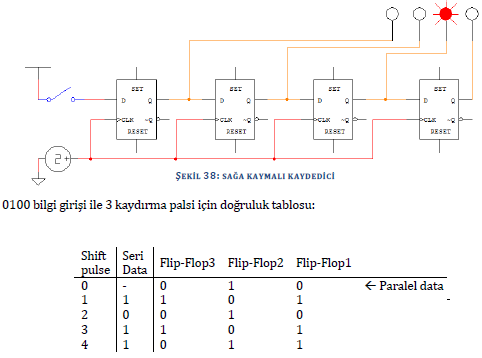 SET SET SET SET
D Q D Q D Q D Q
CLK ~Q CLK ~Q CLK ~Q CLK ~Q
RESET RESET RESET RESET
2 +
ŞEKİL 38: SAĞA KAYMALI KAYDEDİCİ
0100 bilgi girişi ile 3 kaydırma palsi için doğruluk tablosu:
Shift pulse Seri Data Flip-Flop3 Flip-Flop2 Flip-Flop1
0 - 0 1 0 ← Paralel data
1 1 1 0 1 -
2 0 0 1 0
3 1 1 0 1
4 1 0 1 1